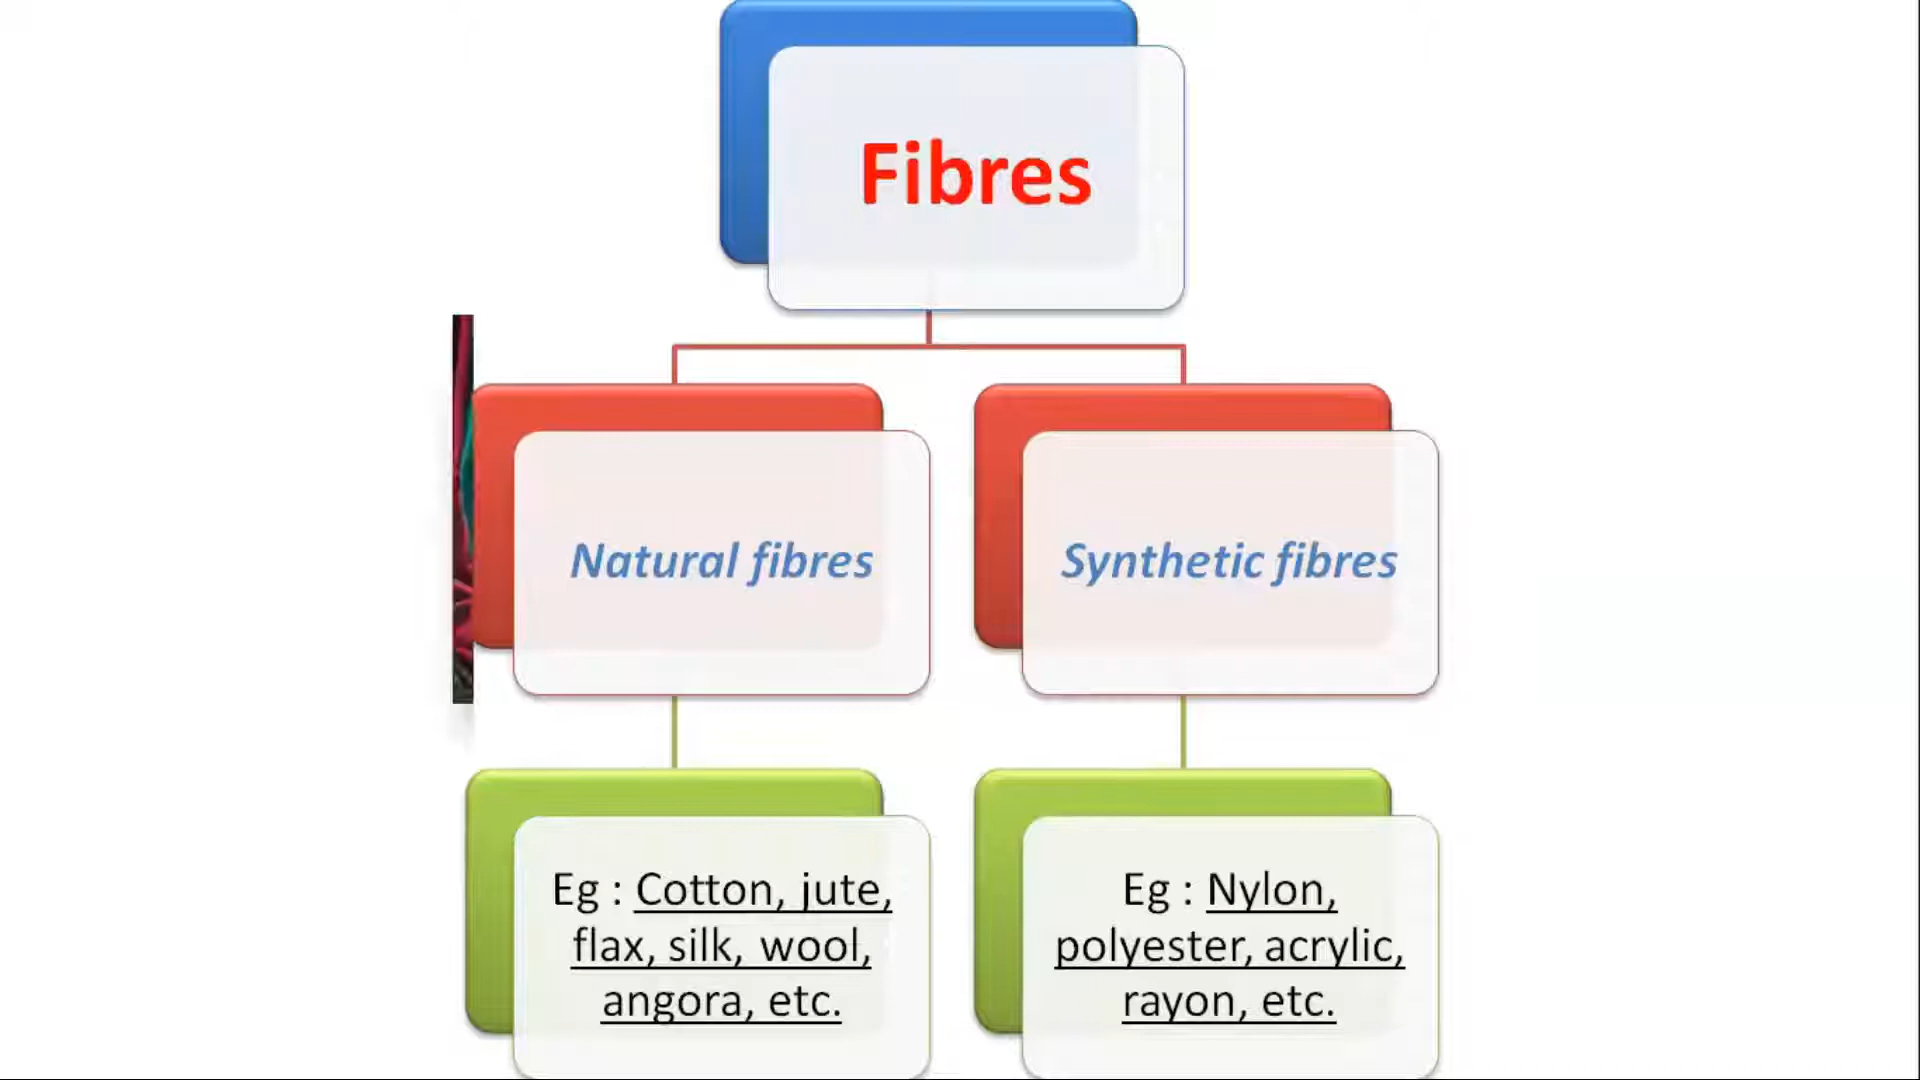 Fibres
Natural fibres
Synthetic fibres
Eg : Cotton, jute,
flax, silk, wool,
angora, etc.
Eg : Nylon,
polyester, acrylic,
rayon, etc.